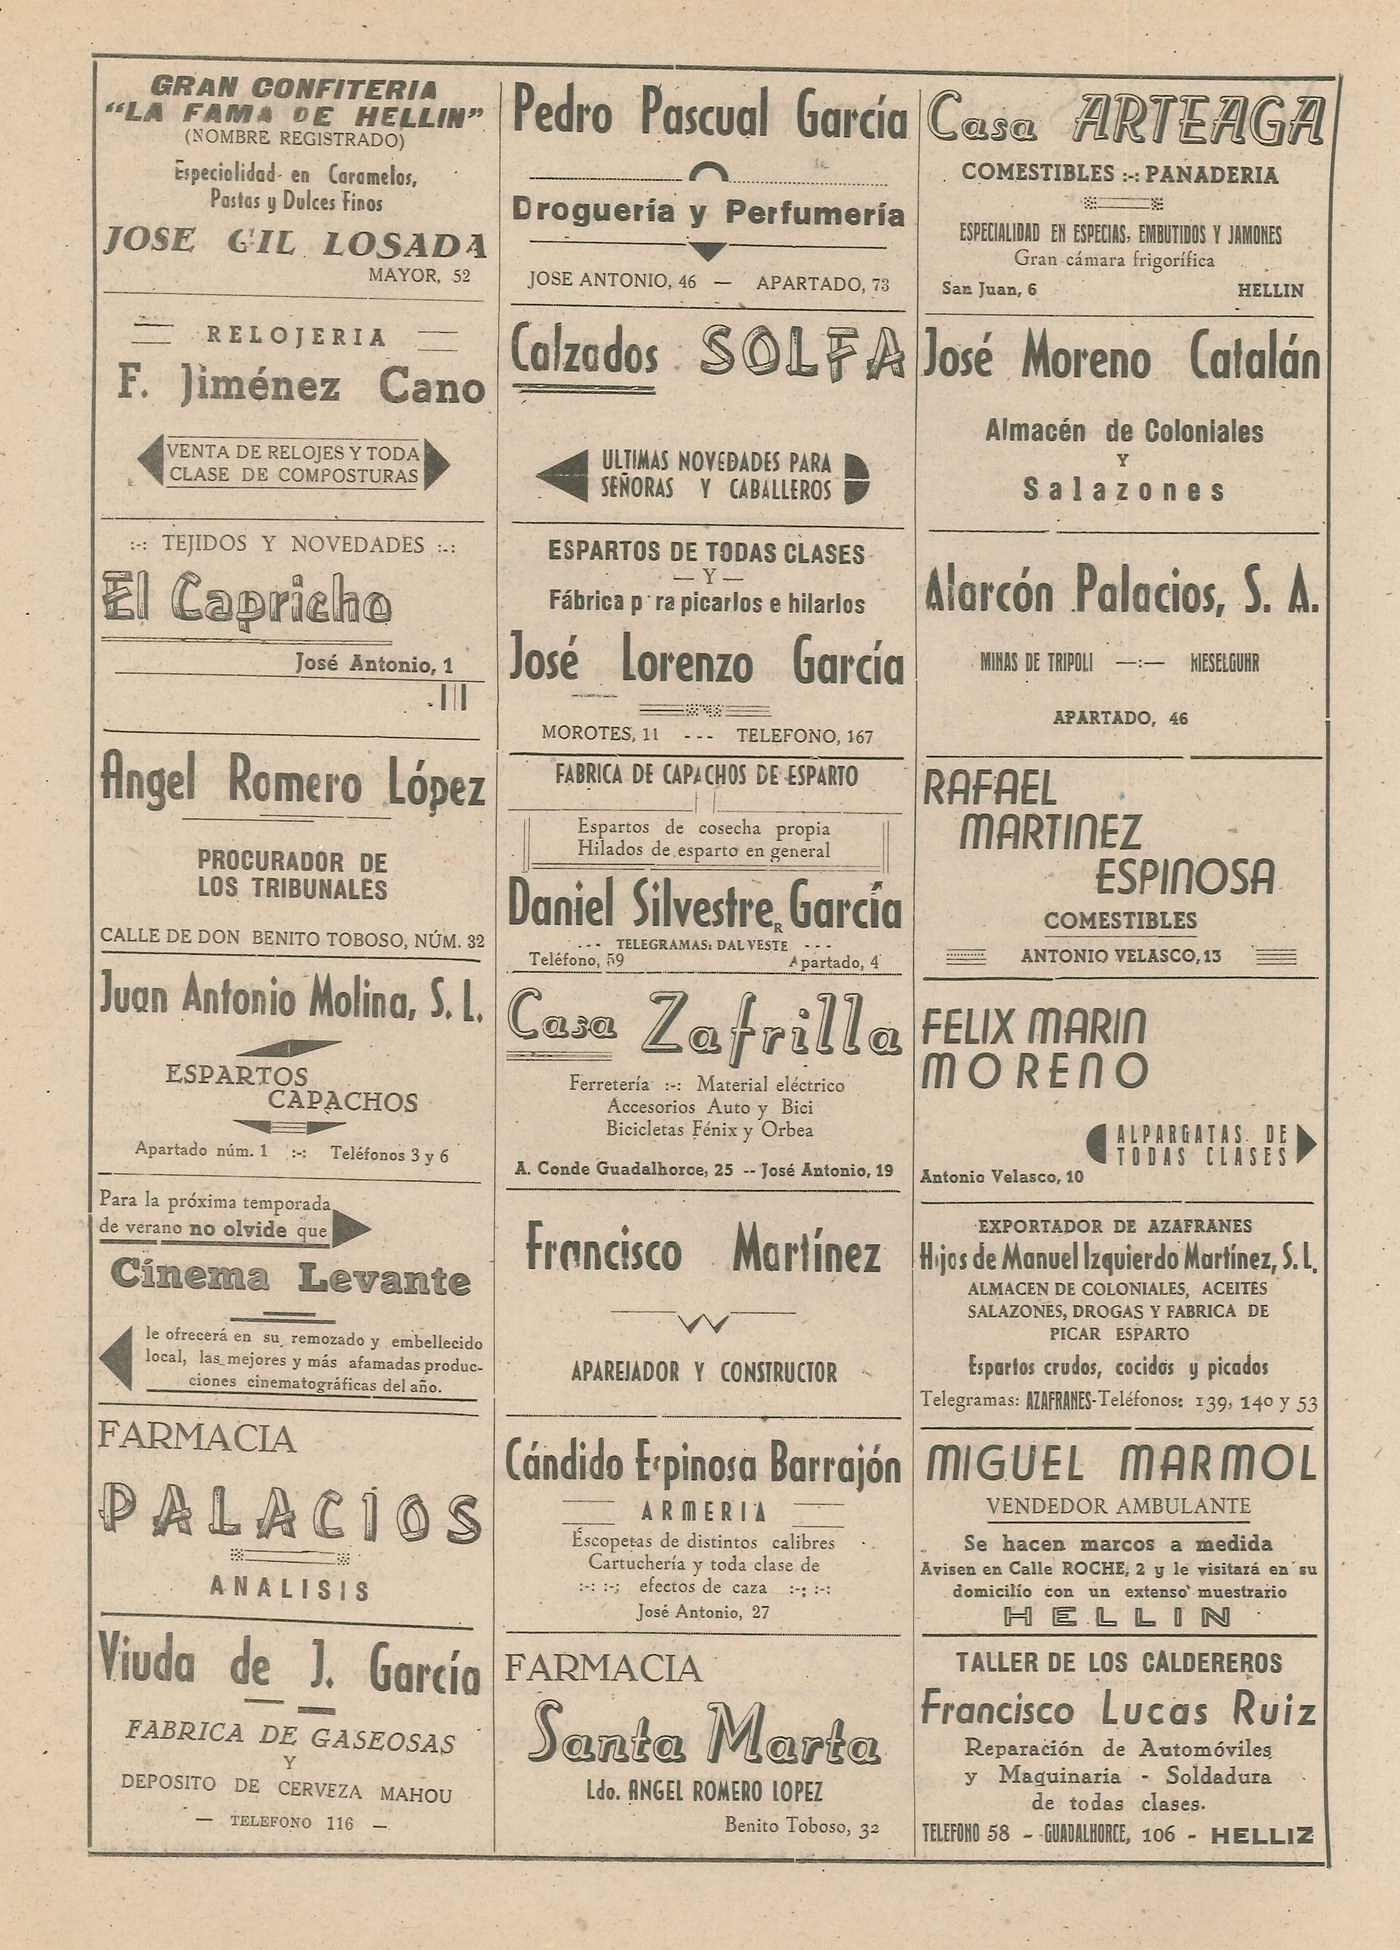 GRAN CONFITERIA
"LA FAMA DE HELLIN"
(NOMBRE REGISTRADO)
Especialidad en Caramelos,
Pastas y Dulces Finos
JOSE GIL LOSADA
MAYOR, 52
RELOJERIA
F. Jiménez Cano
VENTA DE RELOJES Y TODA
CLASE DE COMPOSTURAS
:-: TEJIDOS Y NOVEDADES :-:
El Capricho
José Antonio, 1
Angel Romero López
PROCURADOR DE
LOS TRIBUNALES
CALLE DE DON BENITO TOBOSO, NÚM. 32
Juan Antonio Molina, S. L.
ESPARTOS
CAPACHOS
Apartado núm. 1 :-: Teléfonos 3 y 6
Para la próxima temporada
de verano no olvide que
Cinema Levante
le ofrecerá en su remozado y embellecido
local, las mejores y más afamadas produc-
ciones cinematográficas del año.
FARMACIA
PALACIOS
ANALISIS
Viuda de J. García
FABRICA DE GASEOSAS
Y
DEPOSITO DE CERVEZA MAHOU
— TELEFONO 116 —
Pedro Pascual García
Droguería y Perfumería
JOSE ANTONIO, 46 — APARTADO, 73
Calzados SOLFA
ULTIMAS NOVEDADES PARA
SEÑORAS Y CABALLEROS
ESPARTOS DE TODAS CLASES
— Y —
Fábrica p ra picarlos e hilarlos
José Lorenzo García
MOROTES, 11 --- TELEFONO, 167
FABRICA DE CAPACHOS DE ESPARTO
Espartos de cosecha propia
Hilados de esparto en general
Daniel Silvestre R García
--- TELEGRAMAS: DALVESTE ---
Teléfono, 59 Apartado, 4
Casa Zafrilla
Ferretería :-: Material eléctrico
Accesorios Auto y Bici
Bicicletas Fénix y Orbea
A. Conde Guadalhorce, 25 -- José Antonio, 19
Francisco Martínez
APAREJADOR Y CONSTRUCTOR
Cándido Espinosa Barrajón
ARMERIA
Escopetas de distintos calibres
Cartuchería y toda clase de
:-: :-: efectos de caza :-: :-:
José Antonio, 27
FARMACIA
Santa Marta
Ldo. ANGEL ROMERO LOPEZ
Benito Toboso, 32
Casa ARTEAGA
COMESTIBLES :-: PANADERIA
ESPECIALIDAD EN ESPECIAS, EMBUTIDOS Y JAMONES
Gran cámara frigorífica
San Juan, 6 HELLIN
José Moreno Catalán
Almacén de Coloniales
Y
Salazones
Alarcón Palacios, S. A.
MINAS DE TRIPOLI —:— KIESELGUHR
APARTADO, 46
RAFAEL
MARTINEZ
ESPINOSA
COMESTIBLES
ANTONIO VELASCO, 13
FELIX MARIN
MORENO
ALPARGATAS DE
TODAS CLASES
Antonio Velasco, 10
EXPORTADOR DE AZAFRANES
Hijos de Manuel Izquierdo Martínez, S. L.
ALMACEN DE COLONIALES, ACEITES
SALAZONES, DROGAS Y FABRICA DE
PICAR ESPARTO
Espartos crudos, cocidos y picados
Telegramas: AZAFRANES-Teléfonos: 139, 140 y 53
MIGUEL MARMOL
VENDEDOR AMBULANTE
Se hacen marcos a medida
Avisen en Calle ROCHE, 2 y le visitará en su
domicilio con un extenso muestrario
HELLIN
TALLER DE LOS CALDEREROS
Francisco Lucas Ruiz
Reparación de Automóviles
y Maquinaria - Soldadura
de todas clases.
TELEFONO 58 - GUADALHORCE, 106 - HELLIZ